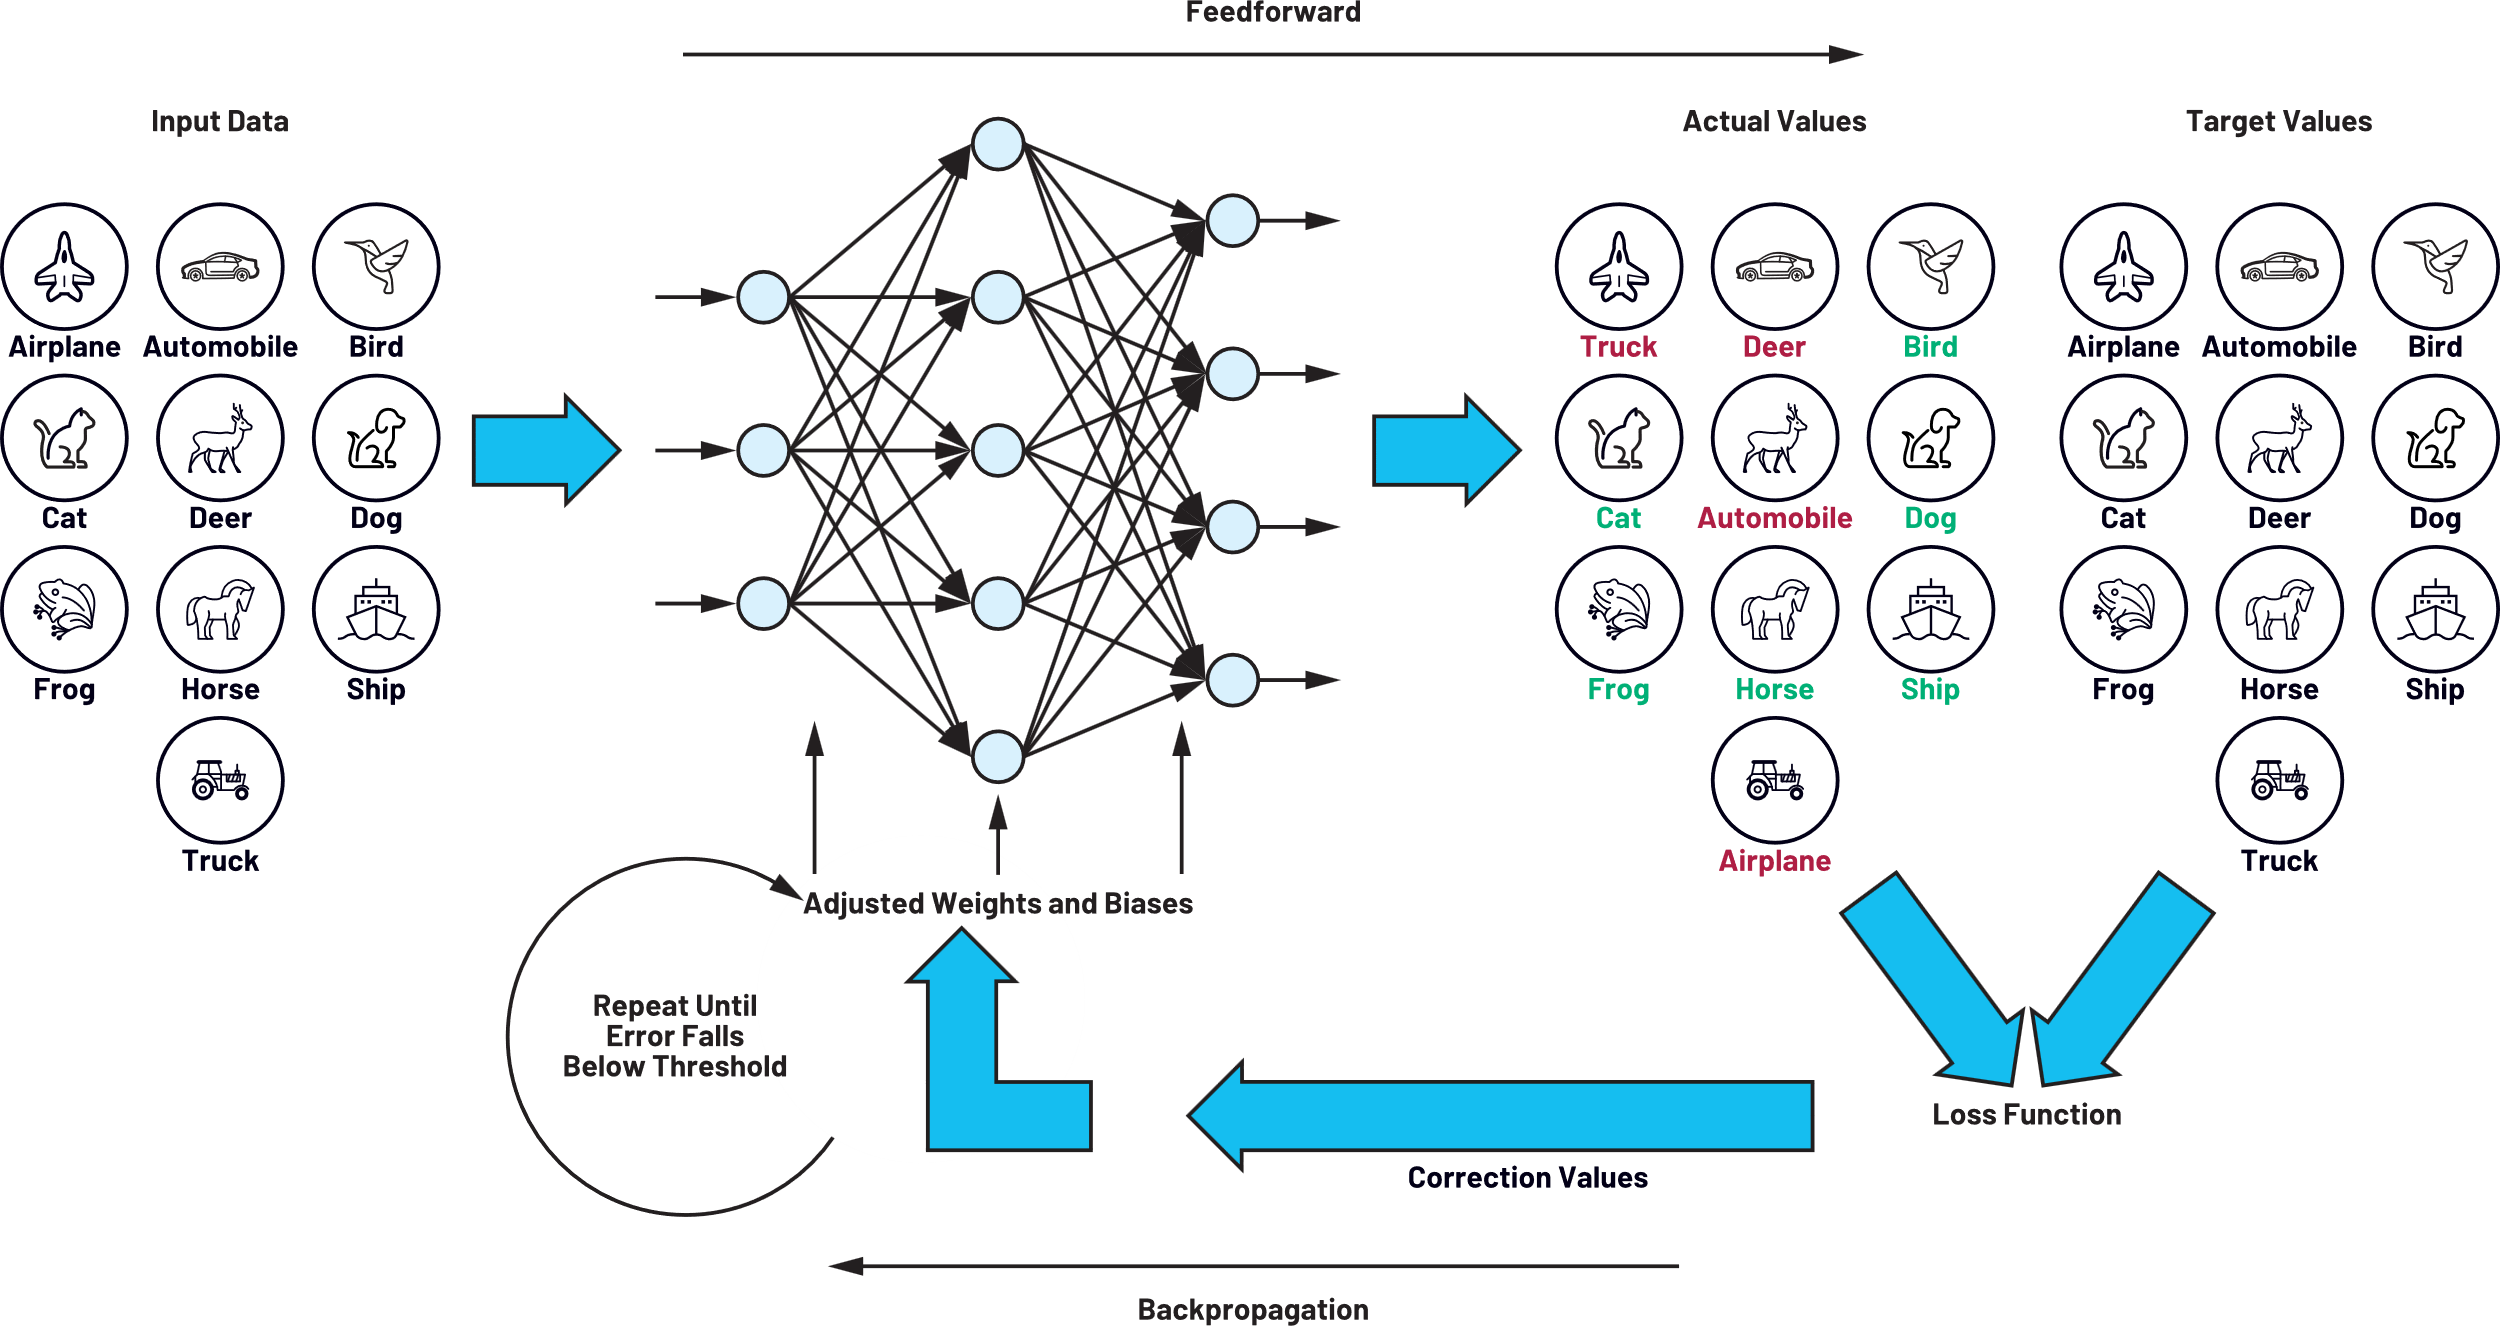 Feedforward
Input Data
Actual Values
Target Values
Airplane
Automobile
Bird
Truck
Deer
Bird
Airplane
Automobile
Bird
Cat
Deer
Dog
Cat
Automobile
Dog
Cat
Deer
Dog
Frog
Horse
Ship
Frog
Horse
Ship
Frog
Horse
Ship
Truck
Airplane
Truck
Adjusted Weights and Biases
Repeat Until
Error Falls
Below Threshold
Loss Function
Correction Values
Backpropagation